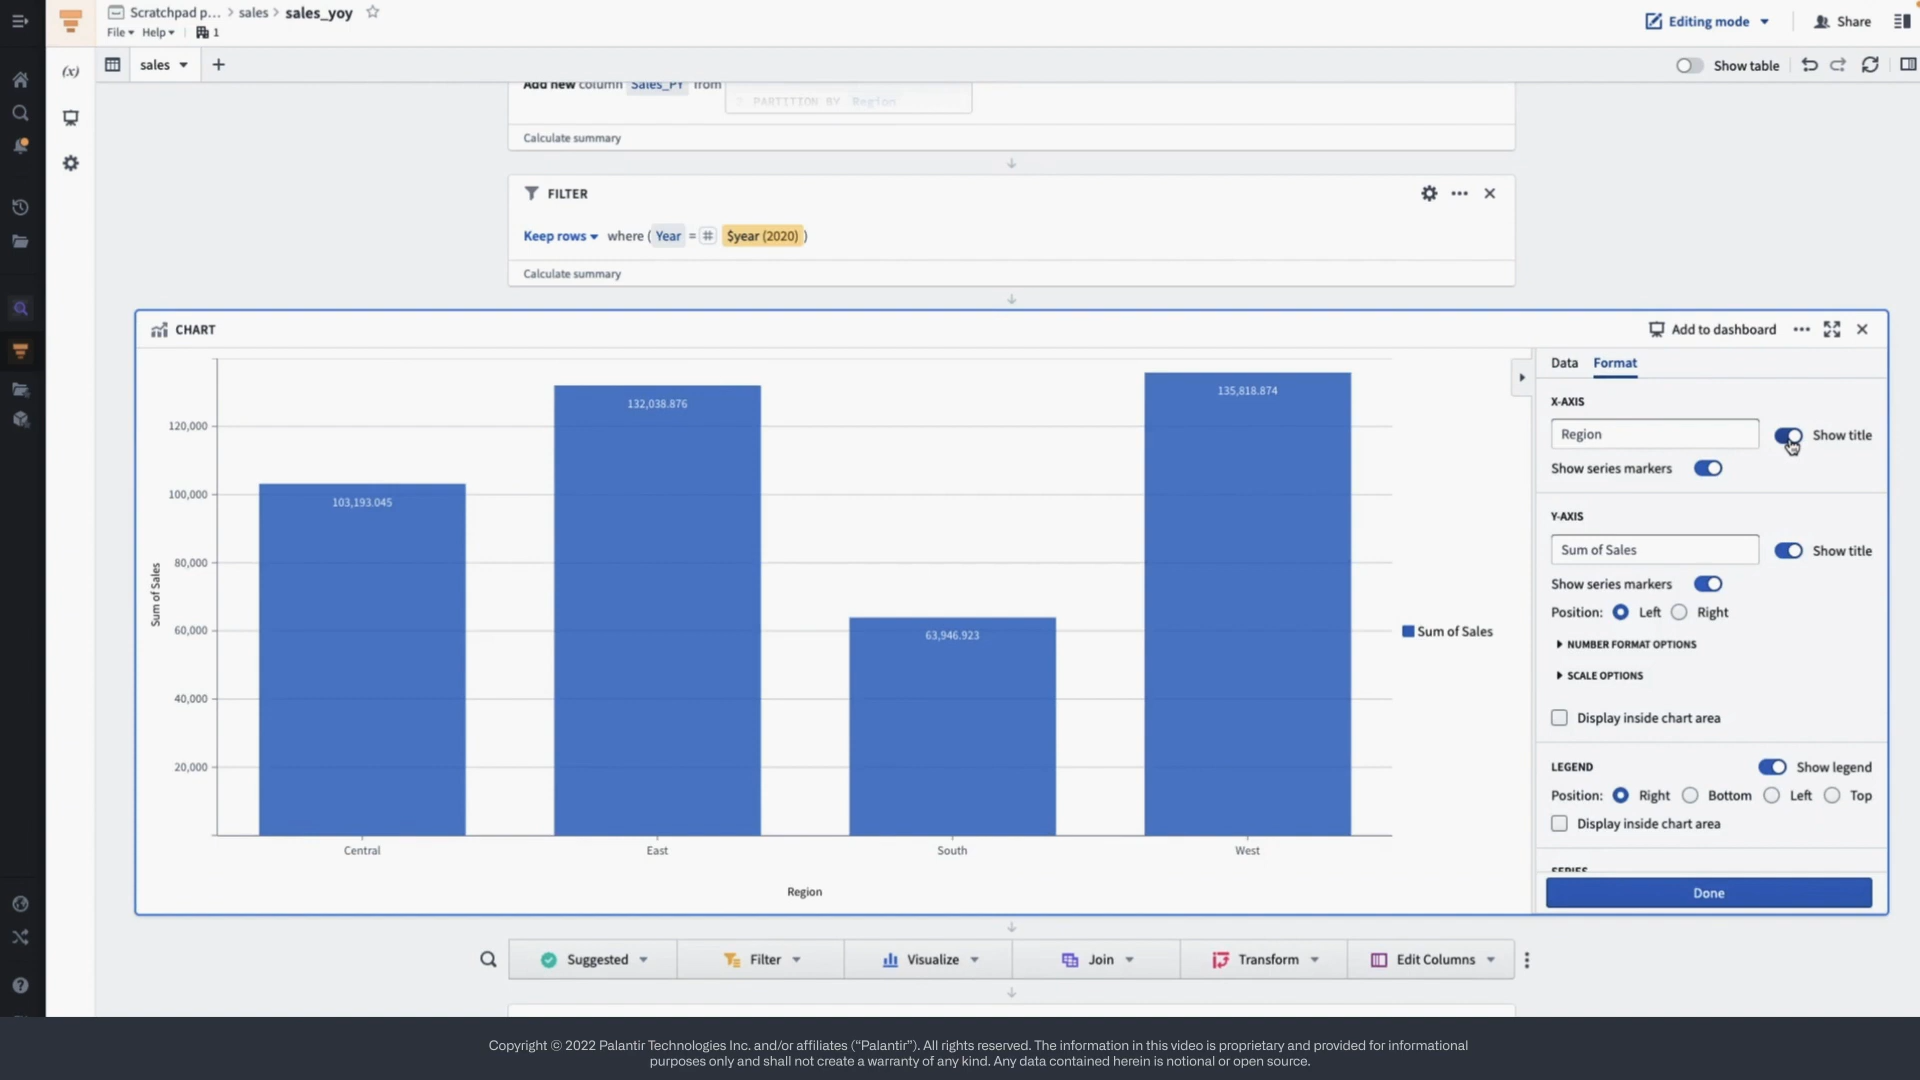 Scratchpad p... > sales > sales_yoy
File Help 1
Editing mode
Share
(x)
sales
+
Show table
Add new column Sales_PY from
PARTITION BY Region
Calculate summary
FILTER
Keep rows where ( Year = # $year (2020) )
Calculate summary
CHART
Add to dashboard
120,000
100,000
80,000
60,000
40,000
20,000
Sum of Sales
103,193.045
132,038.876
63,946.923
135,818.874
Central
East
South
West
Region
Sum of Sales
Data Format
X-AXIS
Region
Show title
Show series markers
Y-AXIS
Sum of Sales
Show title
Show series markers
Position: Left Right
NUMBER FORMAT OPTIONS
SCALE OPTIONS
Display inside chart area
LEGEND
Show legend
Position: Right Bottom Left Top
Display inside chart area
SERIES
Done
Suggested
Filter
Visualize
Join
Transform
Edit Columns
Copyright © 2022 Palantir Technologies Inc. and/or affiliates (“Palantir”). All rights reserved. The information in this video is proprietary and provided for informational
purposes only and shall not create a warranty of any kind. Any data contained herein is notional or open source.